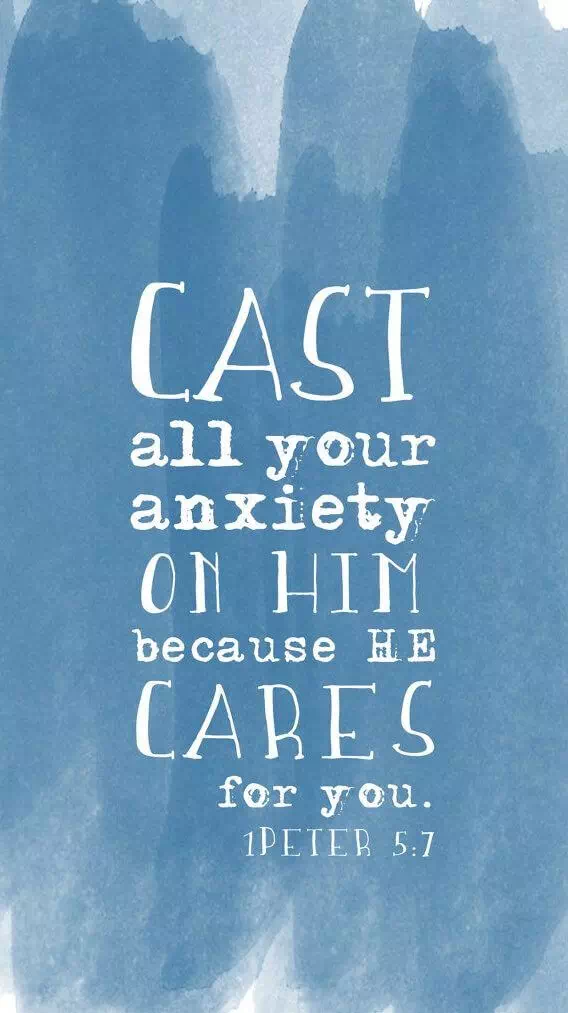 CAST
all your
anxiety
ON HIM
because HE
CARES
for you.
1PETER 5:7